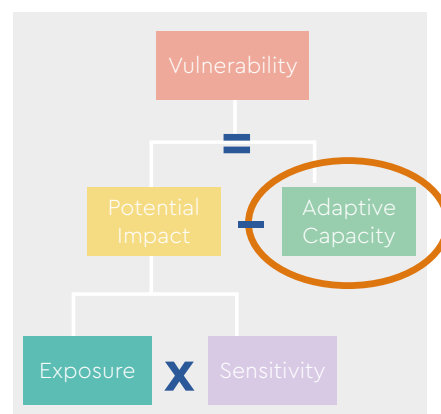 Vulnerability
=
Potential
Impact
-
Adaptive
Capacity
Exposure
x
Sensitivity